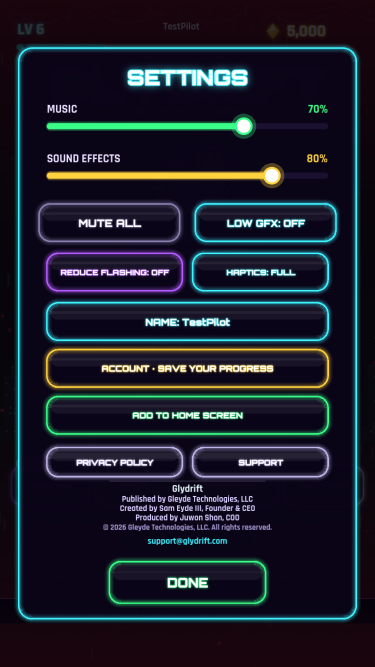 LV 6
TestPilot
5,000
SETTINGS
MUSIC
70%
SOUND EFFECTS
80%
MUTE ALL
LOW GFX: OFF
REDUCE FLASHING: OFF
HAPTICS: FULL
NAME: TestPilot
ACCOUNT · SAVE YOUR PROGRESS
ADD TO HOME SCREEN
PRIVACY POLICY
SUPPORT
Glydrift
Published by Gleyde Technologies, LLC
Created by Sam Eyde III, Founder & CEO
Produced by Juwon Shon, COO
© 2026 Gleyde Technologies, LLC. All rights reserved.
support@glydrift.com
DONE